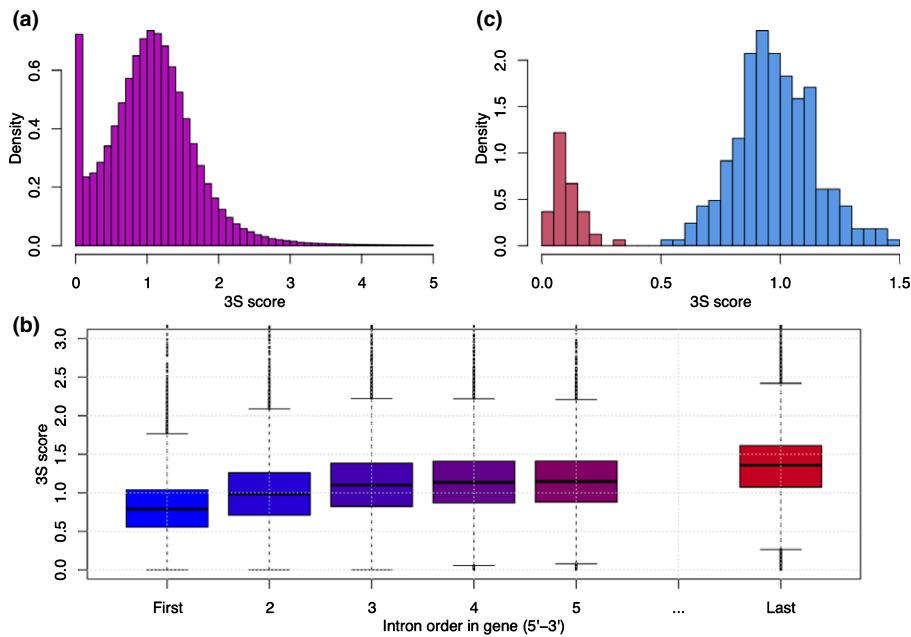 (a)
Density
0.0 0.2 0.4 0.6
0 1 2 3 4 5
3S score
(c)
Density
0.0 0.5 1.0 1.5 2.0
0.0 0.5 1.0 1.5
3S score
(b)
3S score
0.0 0.5 1.0 1.5 2.0 2.5 3.0
First 2 3 4 5 ... Last
Intron order in gene (5'–3')